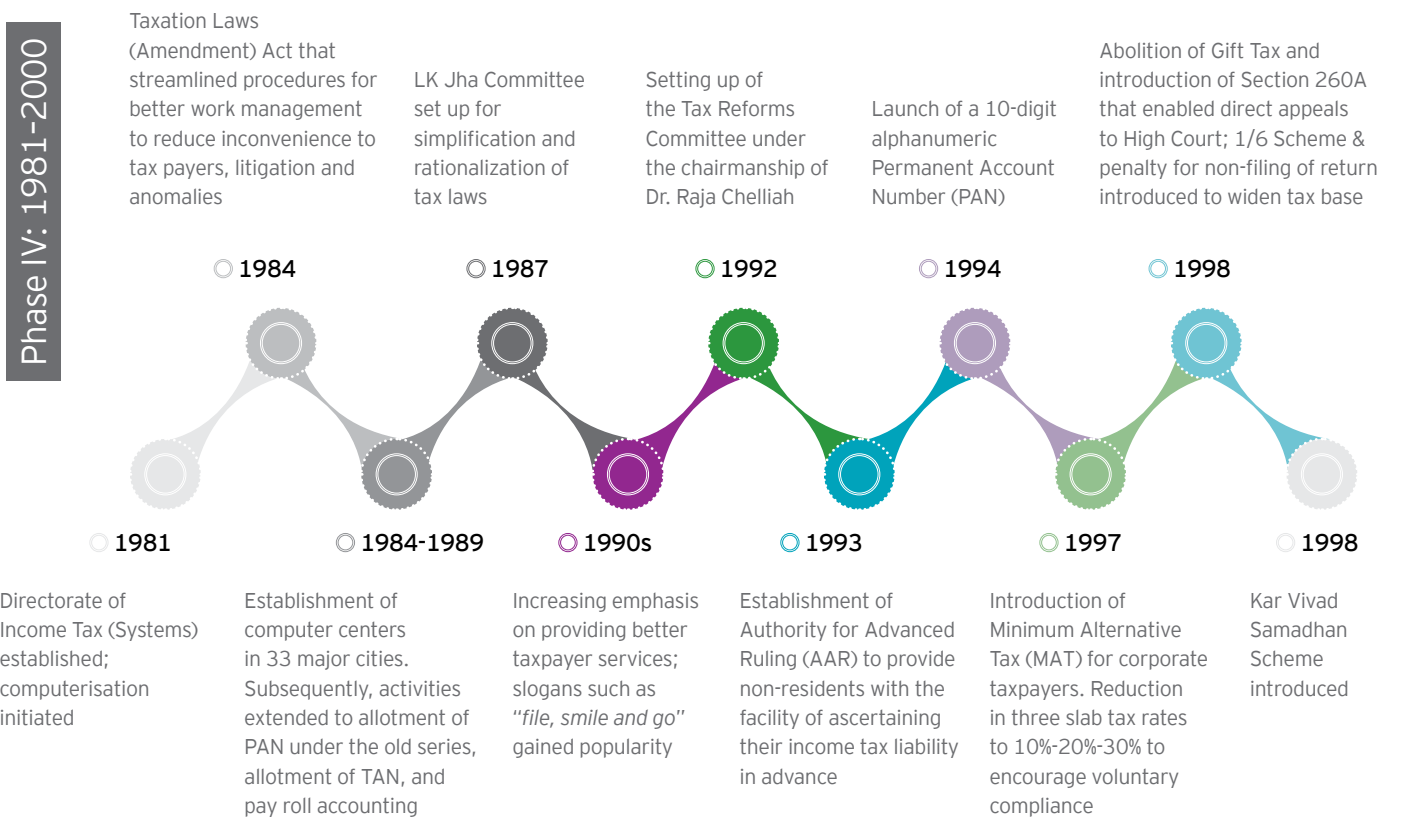 Phase IV: 1981-2000
Taxation Laws
(Amendment) Act that
streamlined procedures for
better work management
to reduce inconvenience to
tax payers, litigation and
anomalies
LK Jha Committee
set up for
simplification and
rationalization of
tax laws
Setting up of
the Tax Reforms
Committee under
the chairmanship of
Dr. Raja Chelliah
Launch of a 10-digit
alphanumeric
Permanent Account
Number (PAN)
Abolition of Gift Tax and
introduction of Section 260A
that enabled direct appeals
to High Court; 1/6 Scheme &
penalty for non-filing of return
introduced to widen tax base
1984
1987
1992
1994
1998
1981
1984-1989
1990s
1993
1997
1998
Directorate of
Income Tax (Systems)
established;
computerisation
initiated
Establishment of
computer centers
in 33 major cities.
Subsequently, activities
extended to allotment of
PAN under the old series,
allotment of TAN, and
pay roll accounting
Increasing emphasis
on providing better
taxpayer services;
slogans such as
"file, smile and go"
gained popularity
Establishment of
Authority for Advanced
Ruling (AAR) to provide
non-residents with the
facility of ascertaining
their income tax liability
in advance
Introduction of
Minimum Alternative
Tax (MAT) for corporate
taxpayers. Reduction
in three slab tax rates
to 10%-20%-30% to
encourage voluntary
compliance
Kar Vivad
Samadhan
Scheme
introduced